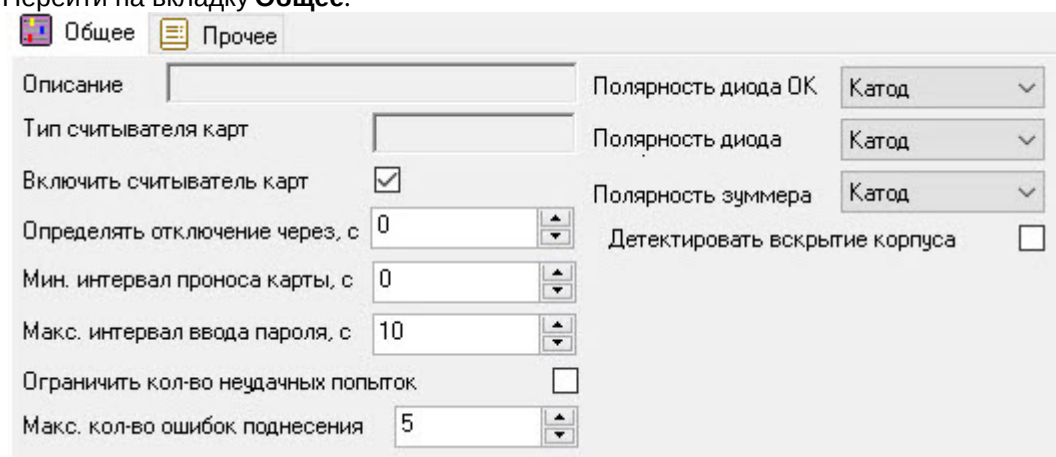 Перейти на вкладку Общее.
Общее Прочее
Описание
Тип считывателя карт
Включить считыватель карт
Определять отключение через, с 0
Мин. интервал проноса карты, с 0
Макс. интервал ввода пароля, с 10
Ограничить кол-во неудачных попыток
Макс. кол-во ошибок поднесения 5
Полярность диода ОК Катод
Полярность диода Катод
Полярность зуммера Катод
Детектировать вскрытие корпуса